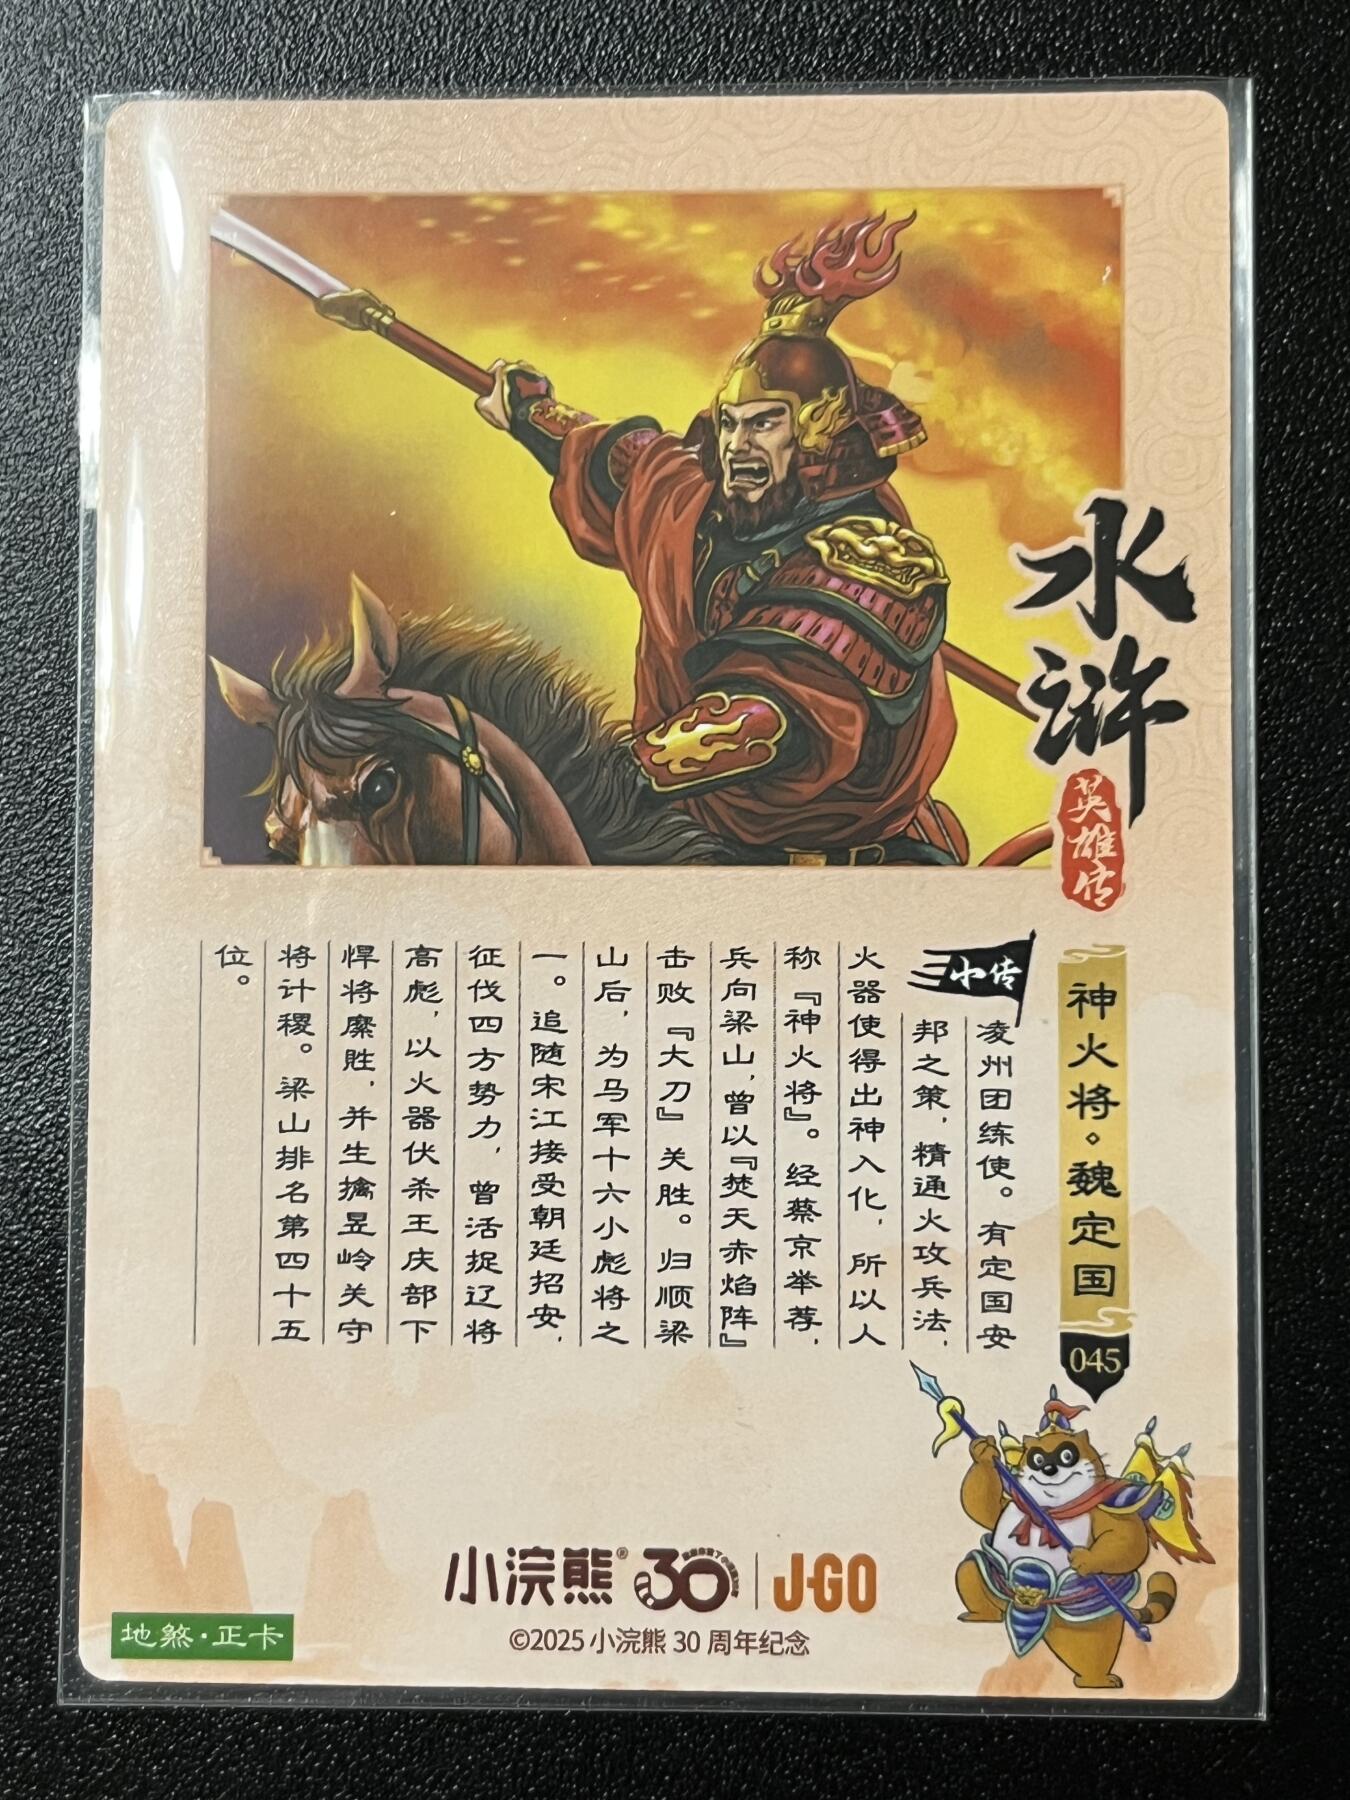 水浒
英雄传
神火将·魏定国
045
小传
凌州团练使。有定国安
邦之策，精通火攻兵法，
火器使得出神入化，所以人
称『神火将』。经蔡京举荐，
兵向梁山，曾以『焚天赤焰阵』
击败『大刀』关胜。归顺梁
山后，为马军十六小彪将之
一。追随宋江接受朝廷招安，
征伐四方势力，曾活捉辽将
高彪，以火器伏杀王庆部下
悍将縻貹，并生擒昱岭关守
将计稷。梁山排名第四十五
位。
小浣熊® 30 | J-GO
©2025 小浣熊 30 周年纪念
地煞·正卡